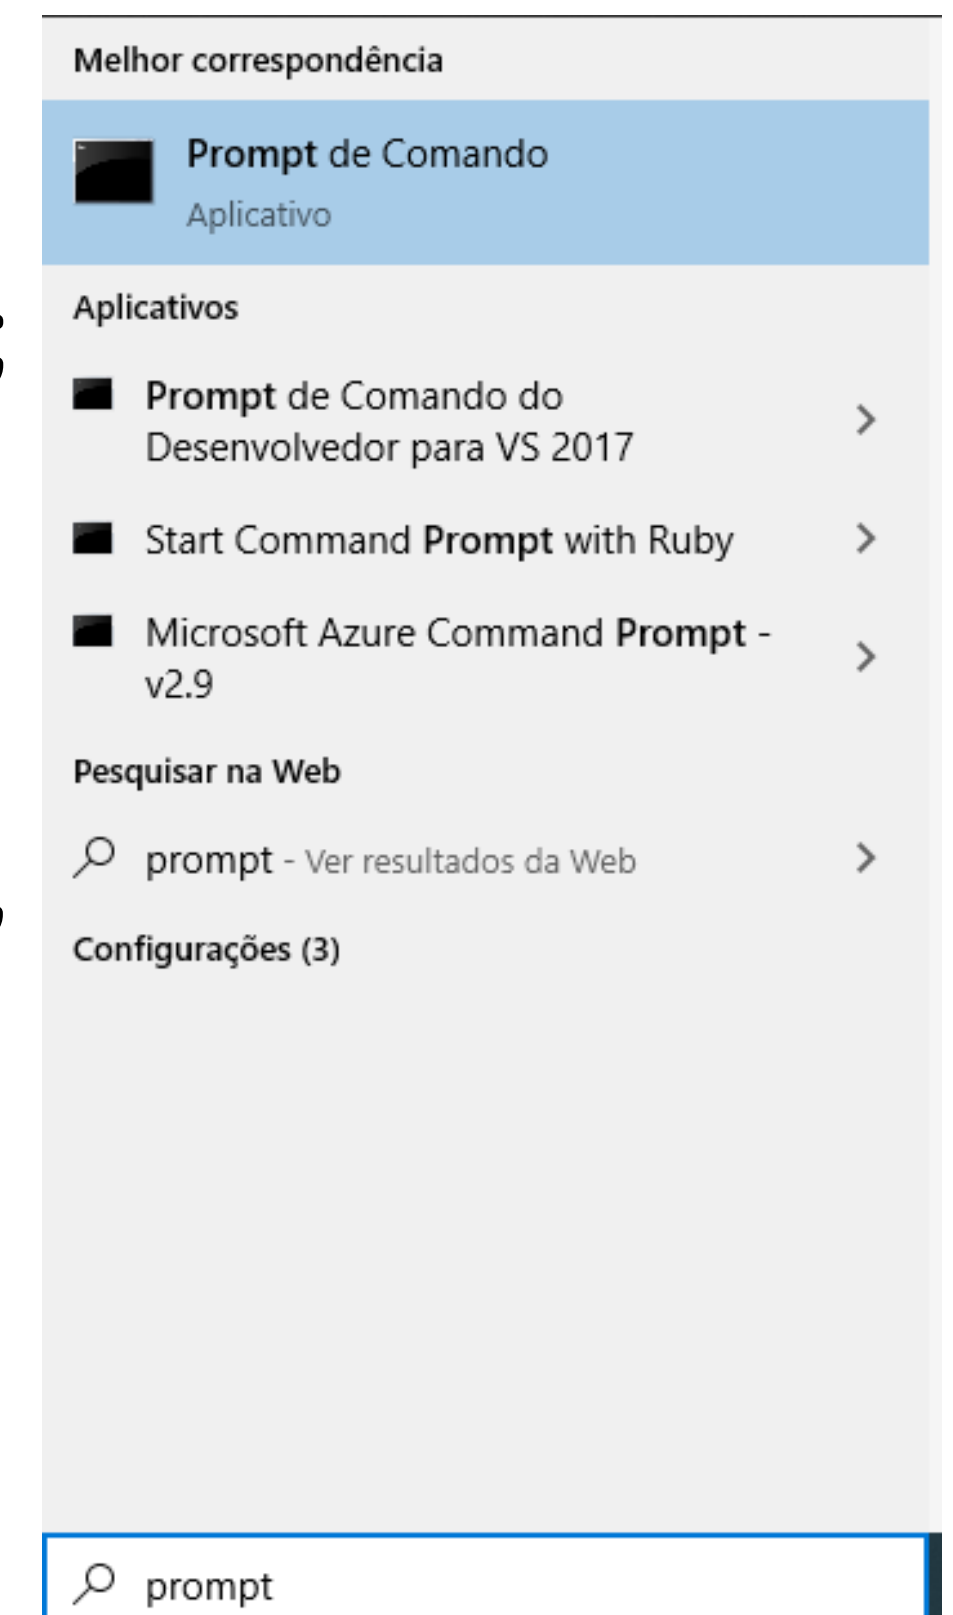 Melhor correspondência
Prompt de Comando
Aplicativo
Aplicativos
Prompt de Comando do
Desenvolvedor para VS 2017
Start Command Prompt with Ruby
Microsoft Azure Command Prompt -
v2.9
Pesquisar na Web
prompt - Ver resultados da Web
Configurações (3)
prompt